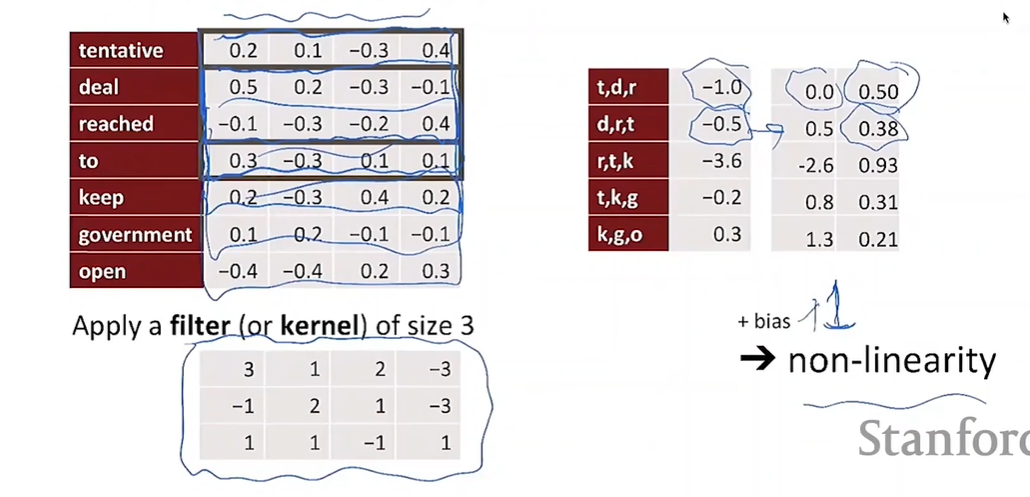 tentative 0.2 0.1 −0.3 0.4
deal 0.5 0.2 −0.3 −0.1
reached −0.1 −0.3 −0.2 0.4
to 0.3 −0.3 0.1 0.1
keep 0.2 −0.3 0.4 0.2
government 0.1 0.2 −0.1 −0.1
open −0.4 −0.4 0.2 0.3
Apply a filter (or kernel) of size 3
3 1 2 −3
−1 2 1 −3
1 1 −1 1
t,d,r −1.0 0.0 0.50
d,r,t −0.5 0.5 0.38
r,t,k −3.6 -2.6 0.93
t,k,g −0.2 0.8 0.31
k,g,o 0.3 1.3 0.21
+ bias 1
➔ non-linearity
Stanford